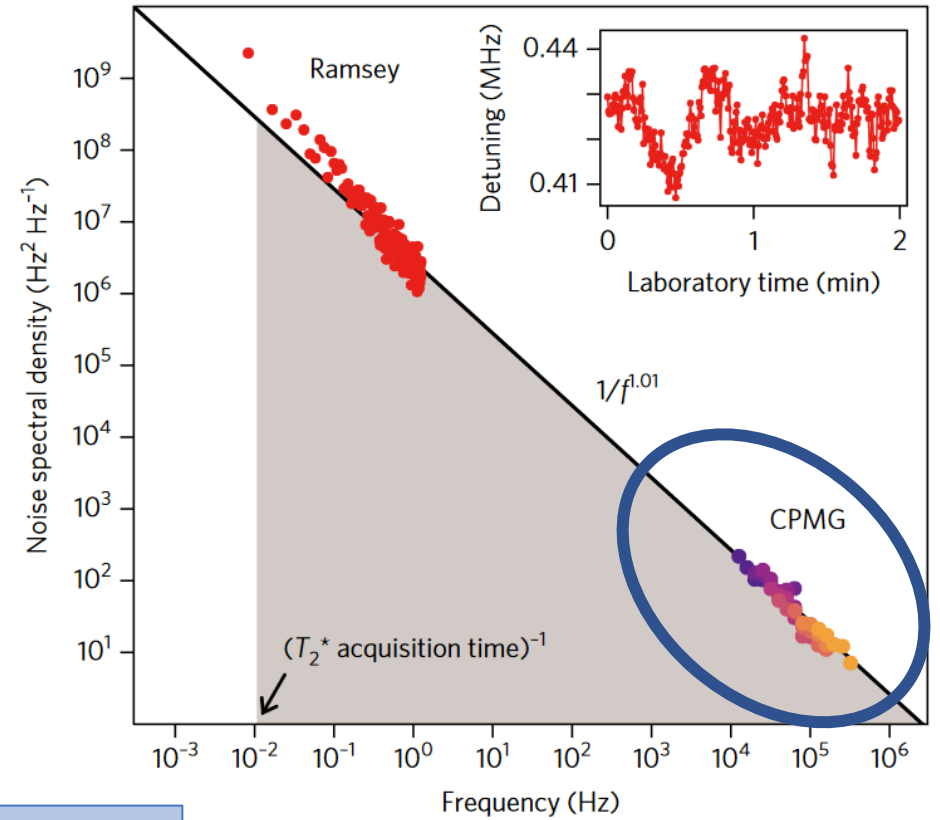 Noise spectral density (Hz² Hz⁻¹)
10⁹
10⁸
10⁷
10⁶
10⁵
10⁴
10³
10²
10¹
Ramsey
Detuning (MHz)
0.44
0.41
0 1 2
Laboratory time (min)
1/f¹·⁰¹
CPMG
(T₂* acquisition time)⁻¹
10⁻³ 10⁻² 10⁻¹ 10⁰ 10¹ 10² 10³ 10⁴ 10⁵ 10⁶
Frequency (Hz)